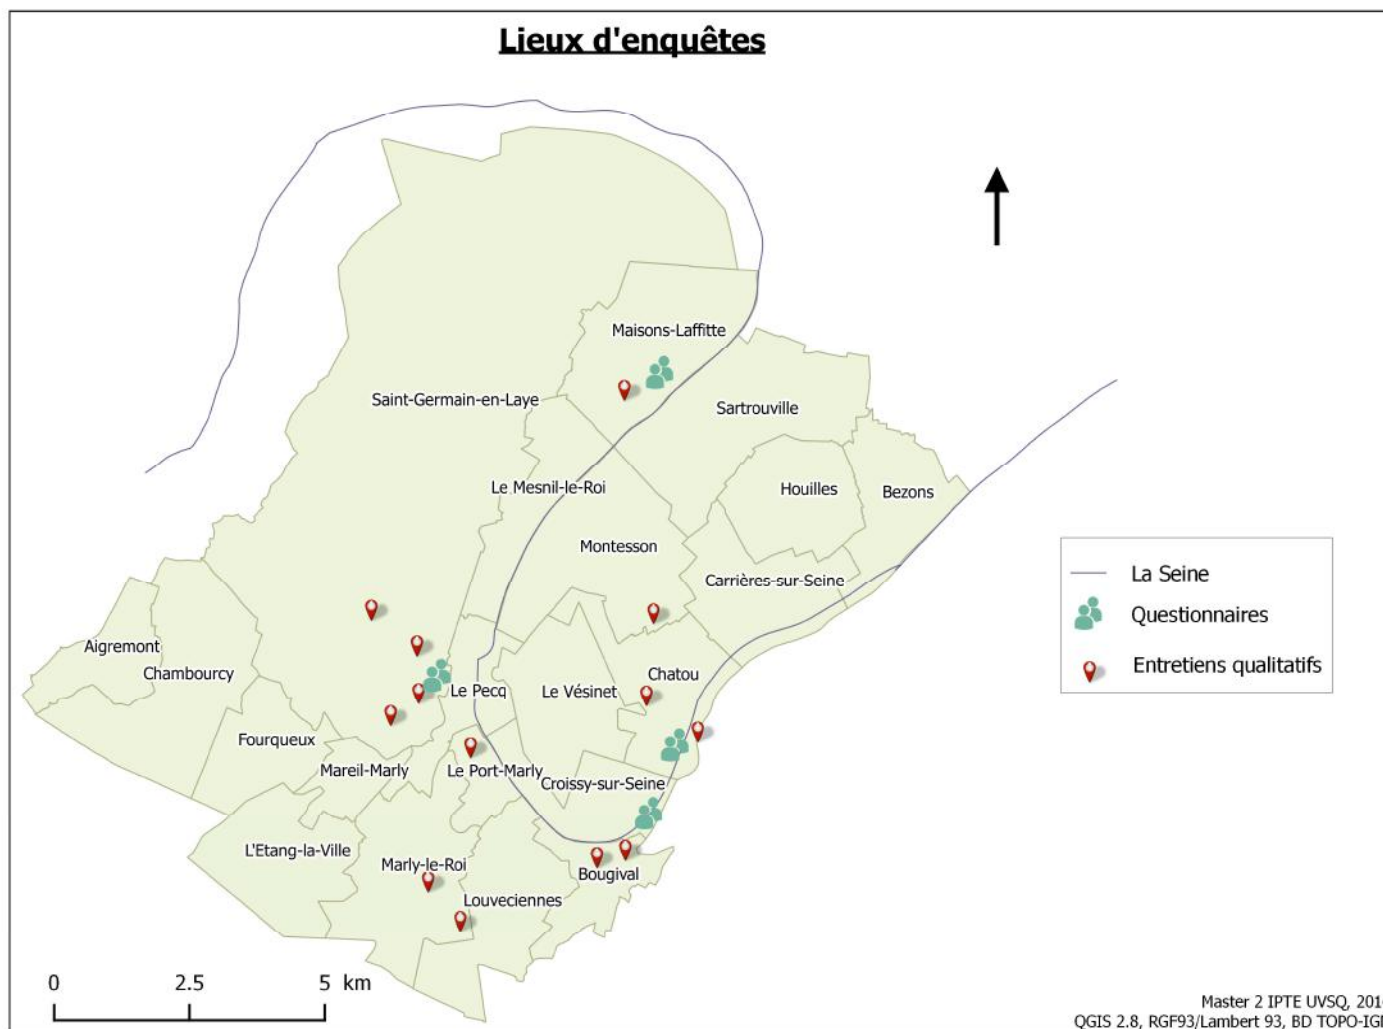 Lieux d'enquêtes
Maisons-Laffitte
Saint-Germain-en-Laye
Sartrouville
Le Mesnil-le-Roi
Houilles
Bezons
Montesson
Carrières-sur-Seine
La Seine
Questionnaires
Entretiens qualitatifs
Aigremont
Chambourcy
Le Pecq
Le Vésinet
Chatou
Fourqueux
Mareil-Marly
Le Port-Marly
Croissy-sur-Seine
L'Etang-la-Ville
Marly-le-Roi
Bougival
Louveciennes
0 2.5 5 km
Master 2 IPTE UVSQ, 201
QGIS 2.8, RGF93/Lambert 93, BD TOPO-IG